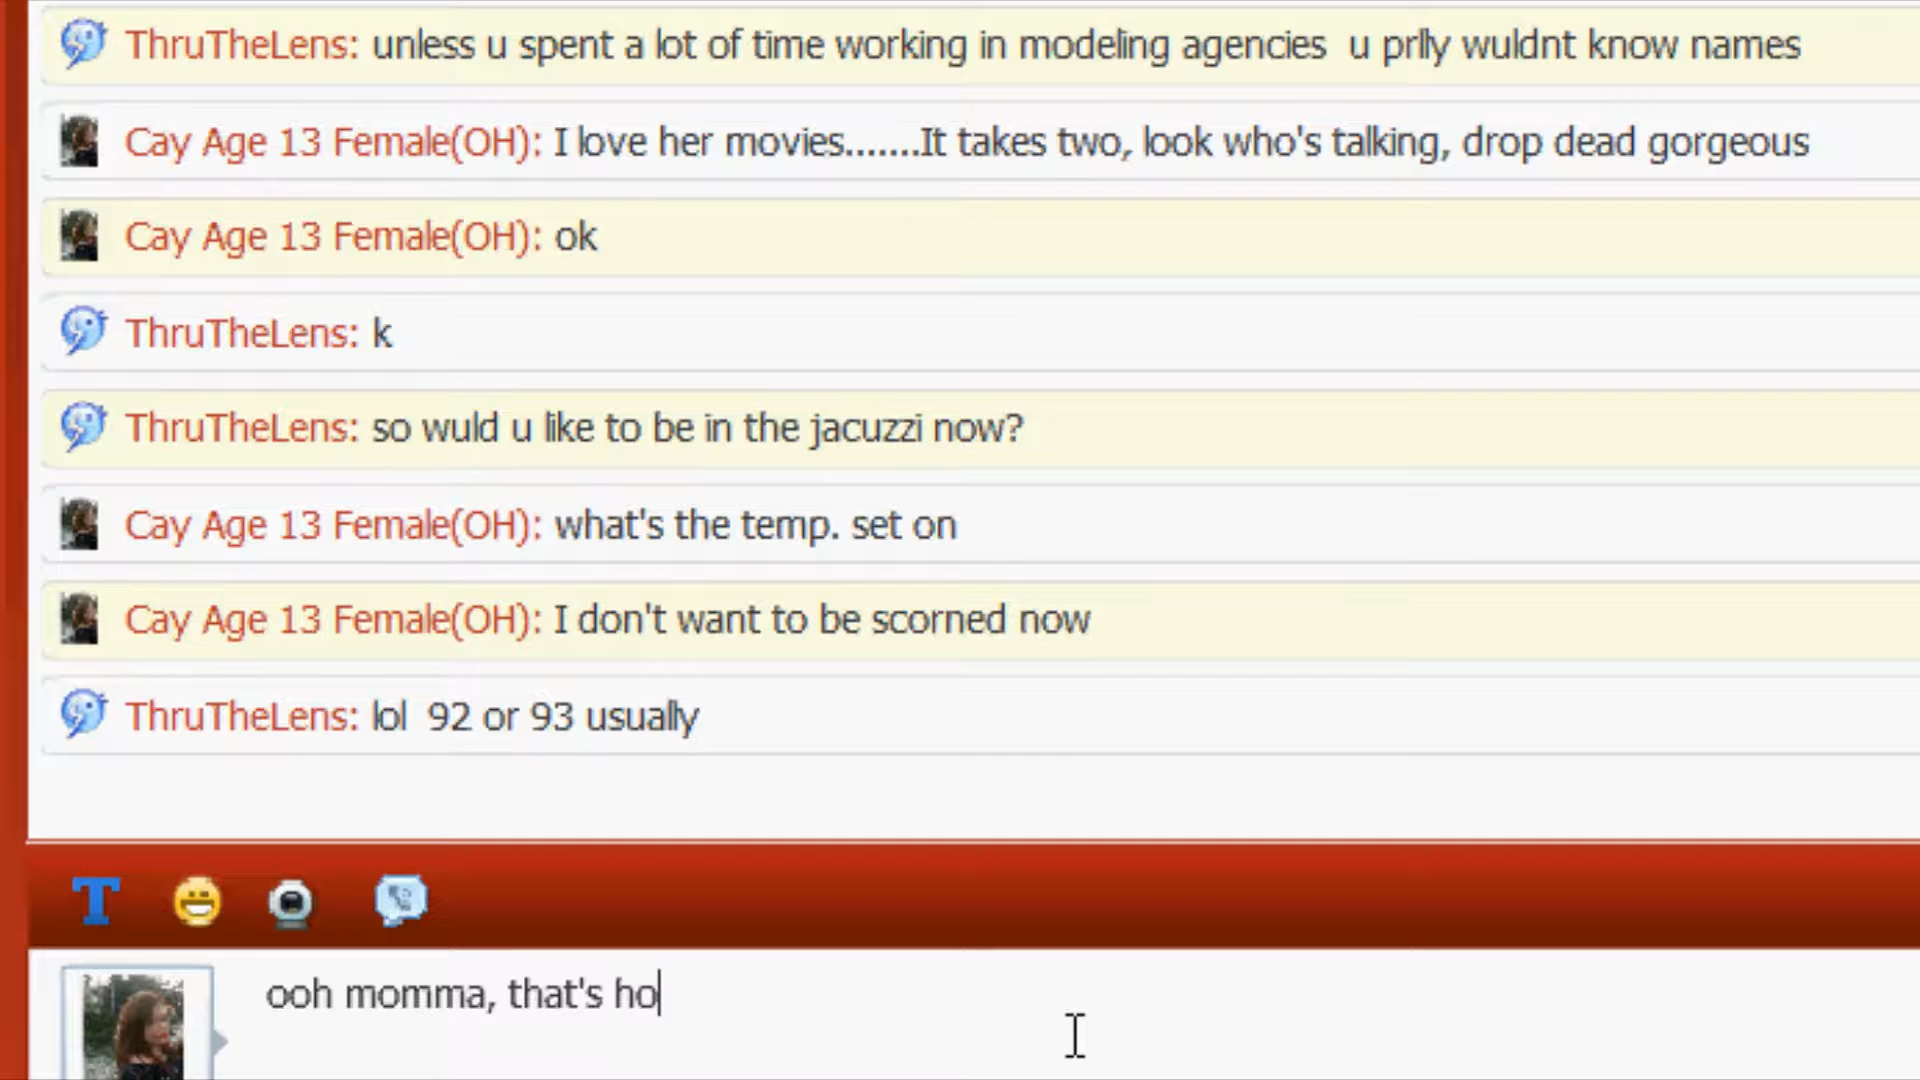 ThruTheLens: unless u spent a lot of time working in modeling agencies u prlly wuldnt know names
Cay Age 13 Female(OH): I love her movies.......It takes two, look who's talking, drop dead gorgeous
Cay Age 13 Female(OH): ok
ThruTheLens: k
ThruTheLens: so wuld u like to be in the jacuzzi now?
Cay Age 13 Female(OH): what's the temp. set on
Cay Age 13 Female(OH): I don't want to be scorned now
ThruTheLens: lol 92 or 93 usually
T
ooh momma, that's ho